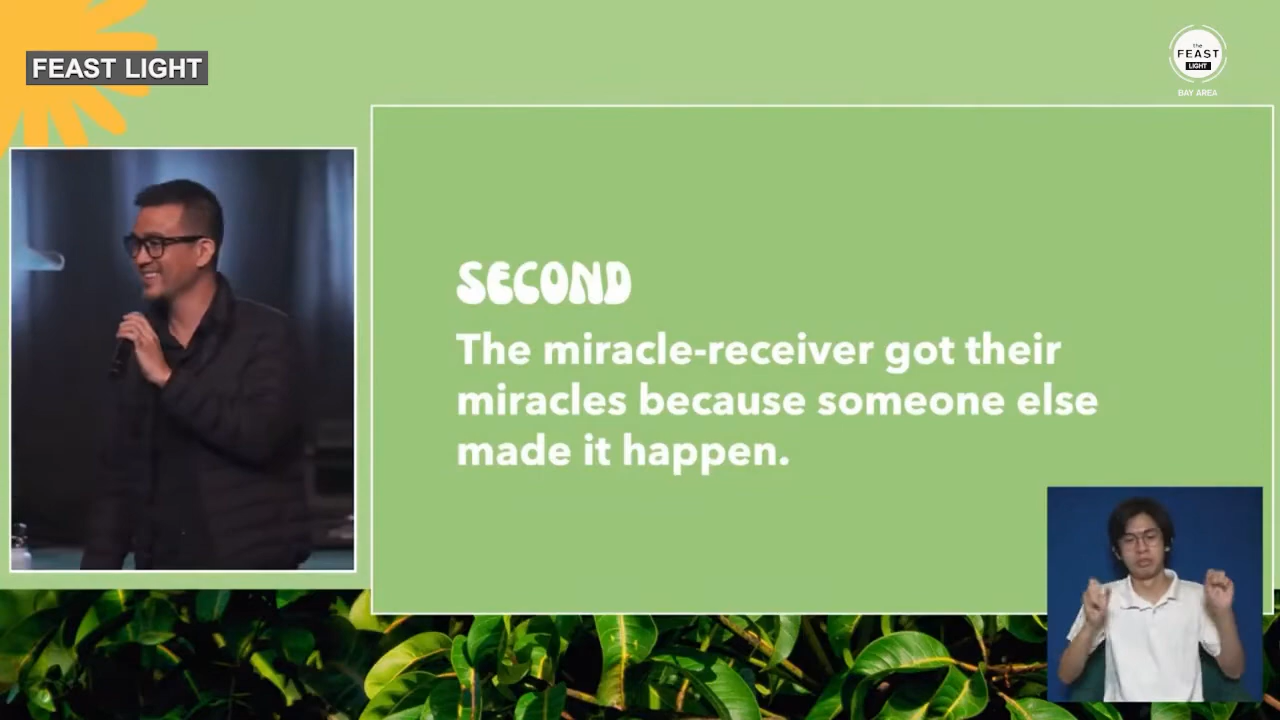 FEAST LIGHT
the
FEAST
LIGHT
BAY AREA
SECOND
The miracle-receiver got their
miracles because someone else
made it happen.